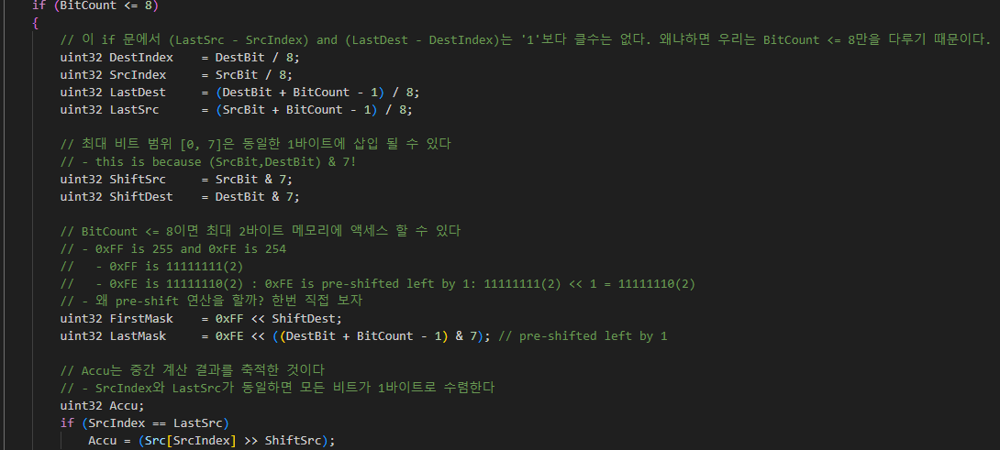 if (BitCount <= 8)
{
// 이 if 문에서 (LastSrc - SrcIndex) and (LastDest - DestIndex)는 '1'보다 클수는 없다. 왜냐하면 우리는 BitCount <= 8만을 다루기 때문이다.
uint32 DestIndex    = DestBit / 8;
uint32 SrcIndex     = SrcBit / 8;
uint32 LastDest     = (DestBit + BitCount - 1) / 8;
uint32 LastSrc      = (SrcBit + BitCount - 1) / 8;
// 최대 비트 범위 [0, 7]은 동일한 1바이트에 삽입 될 수 있다
// - this is because (SrcBit,DestBit) & 7!
uint32 ShiftSrc     = SrcBit & 7;
uint32 ShiftDest    = DestBit & 7;
// BitCount <= 8이면 최대 2바이트 메모리에 액세스 할 수 있다
// - 0xFF is 255 and 0xFE is 254
//   - 0xFF is 11111111(2)
//   - 0xFE is 11111110(2) : 0xFE is pre-shifted left by 1: 11111111(2) << 1 = 11111110(2)
// - 왜 pre-shift 연산을 할까? 한번 직접 보자
uint32 FirstMask    = 0xFF << ShiftDest;
uint32 LastMask     = 0xFE << ((DestBit + BitCount - 1) & 7); // pre-shifted left by 1
// Accu는 중간 계산 결과를 축적한 것이다
// - SrcIndex와 LastSrc가 동일하면 모든 비트가 1바이트로 수렴한다
uint32 Accu;
if (SrcIndex == LastSrc)
Accu = (Src[SrcIndex] >> ShiftSrc);